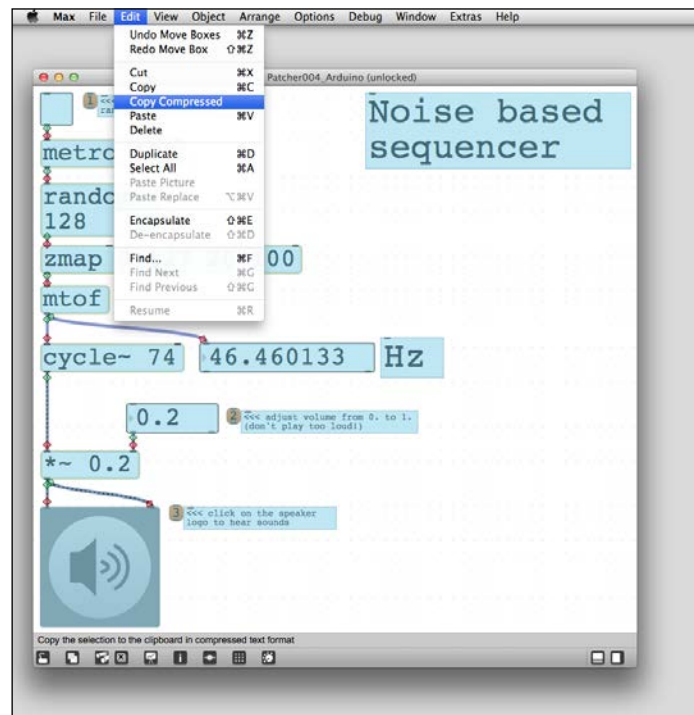 Max File Edit View Object Arrange Options Debug Window Extras Help
Undo Move Boxes ⌘Z
Redo Move Box ⇧⌘Z
Cut ⌘X
Copy ⌘C
Copy Compressed
Paste ⌘V
Delete
Duplicate ⌘D
Select All ⌘A
Paste Picture
Paste Replace ⌥⌘V
Encapsulate ⇧⌘E
De-encapsulate ⇧⌘D
Find... ⌘F
Find Next ⌘G
Find Previous ⇧⌘G
Resume ⌘R
Patcher004_Arduino (unlocked)
1 <<<
Noise based
sequencer
metro
rando
128
zmap
00
mtof
cycle~ 74
46.460133
Hz
0.2
2 <<< adjust volume from 0. to 1.
(don't play too loud!)
*~ 0.2
3 <<< click on the speaker
logo to hear sounds
Copy the selection to the clipboard in compressed text format